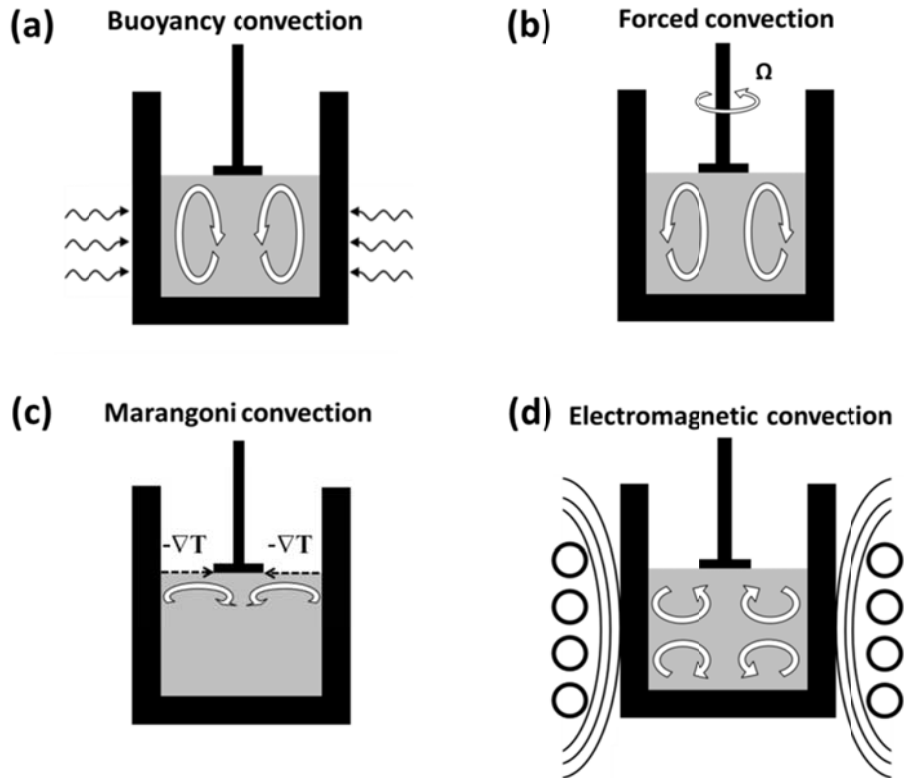 (a) Buoyancy convection
(b) Forced convection
Ω
(c) Marangoni convection
-∇T -∇T
(d) Electromagnetic convection